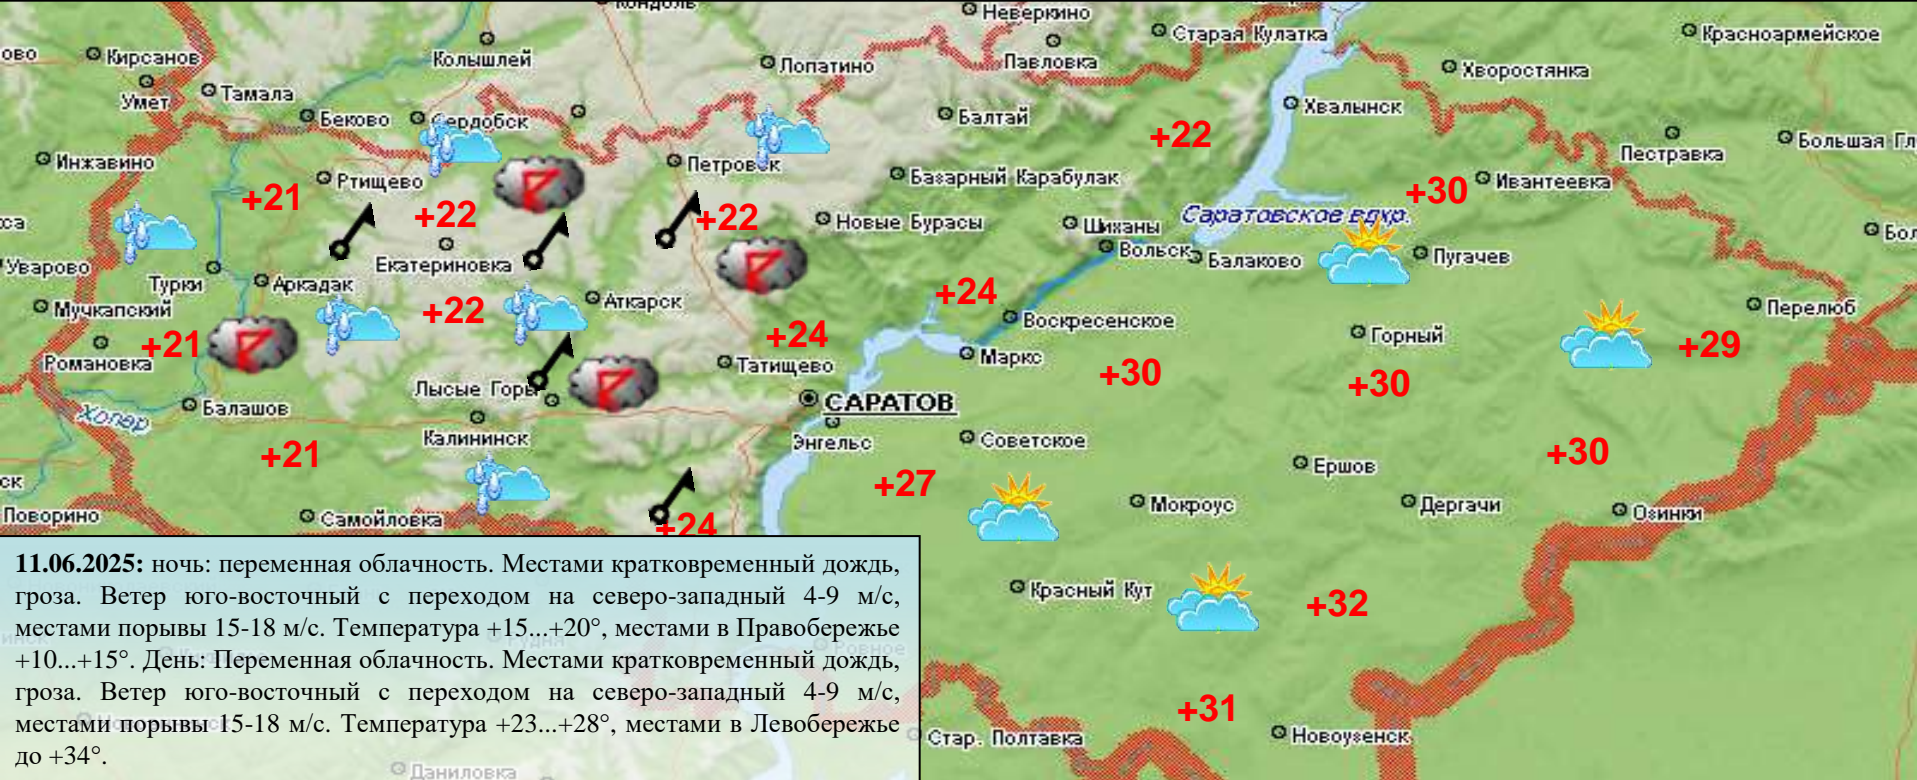 Кондоль
Неверкино
Старая Кулатка
Красноармейское
ово
Кирсанов
Колышлей
Лопатино
Павловка
Хворостянка
Умет
Тамала
Беково
Сердобск
Балтай
Хвалынск
+22
Инжавино
Ртищево
Петровск
Пестравка
Большая Гл
+21
+22
+22
Базарный Карабулак
+30
Ивантеевка
са
Новые Бурасы
Шиханы
Саратовское вдхр.
Бол
Уварово
Екатериновка
Вольск
Балаково
Пугачев
Турки
Аркадак
Аткарск
+24
Перелюб
Мучкапский
+22
Воскресенское
Горный
+21
+24
+29
Романовка
Татищево
Маркс
+30
+30
Лысые Горы
САРАТОВ
Хопер
Балашов
Калининск
Энгельс
Советское
+21
+30
ск
+27
Ершов
Поворино
Самойловка
+24
Мокроус
Дергачи
Озинки
11.06.2025: ночь: переменная облачность. Местами кратковременный дождь,
гроза. Ветер юго-восточный с переходом на северо-западный 4-9 м/с,
местами порывы 15-18 м/с. Температура +15...+20°, местами в Правобережье
+10...+15°. День: Переменная облачность. Местами кратковременный дождь,
гроза. Ветер юго-восточный с переходом на северо-западный 4-9 м/с,
местами порывы 15-18 м/с. Температура +23...+28°, местами в Левобережье
до +34°.
Красный Кут
+32
Рудня
Ровное
+31
Стар. Полтавка
Новоузенск
Даниловка